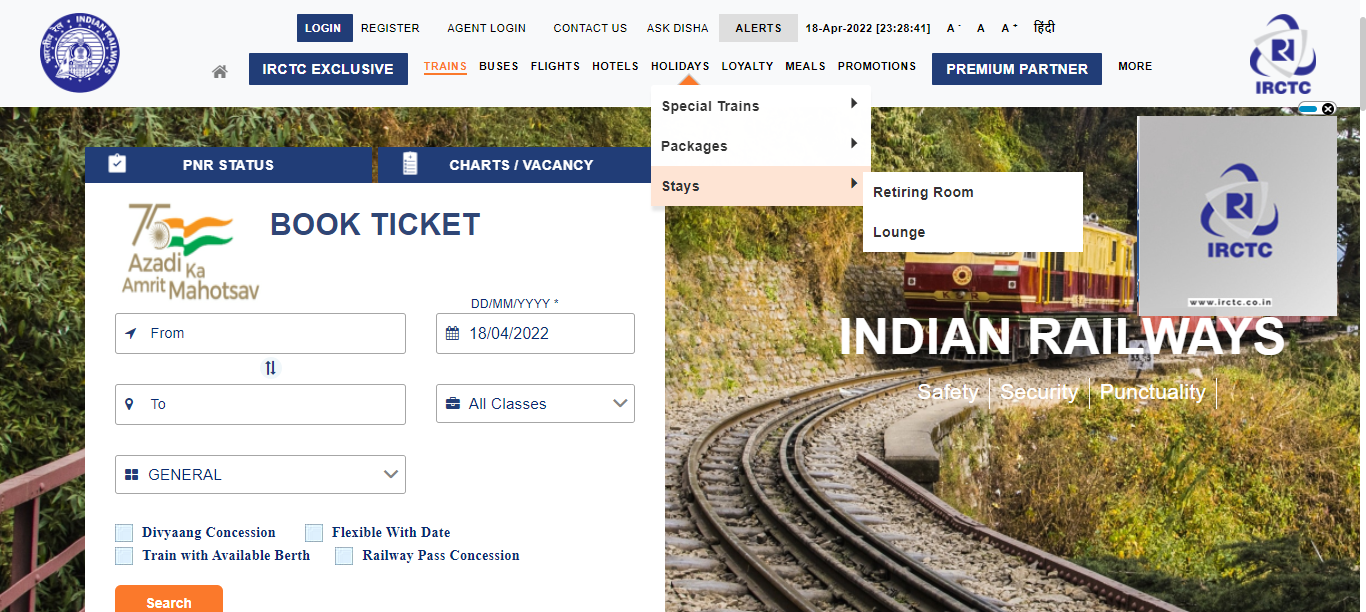 LOGIN REGISTER AGENT LOGIN CONTACT US ASK DISHA ALERTS 18-Apr-2022 [23:28:41] A- A A+ हिंदी
INDIAN RAILWAYS
भारतीय रेल
IRCTC EXCLUSIVE TRAINS BUSES FLIGHTS HOTELS HOLIDAYS LOYALTY MEALS PROMOTIONS PREMIUM PARTNER MORE
IRCTC
Special Trains
Packages
Stays
Retiring Room
Lounge
PNR STATUS
CHARTS / VACANCY
75
Azadi Ka
Amrit Mahotsav
BOOK TICKET
DD/MM/YYYY *
From
18/04/2022
To
All Classes
GENERAL
Divyaang Concession
Flexible With Date
Train with Available Berth
Railway Pass Concession
Search
IRCTC
www.irctc.co.in
INDIAN RAILWAYS
Safety
Security
Punctuality